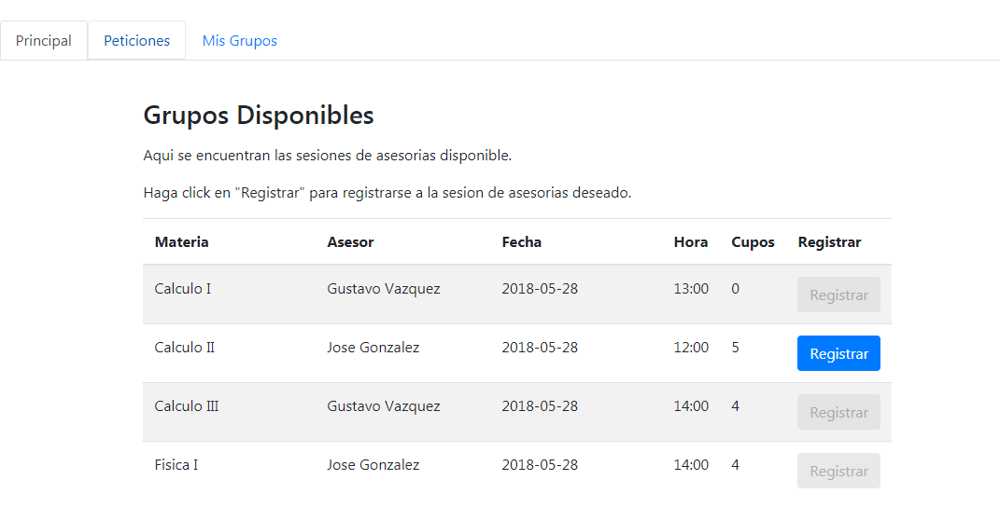 Principal Peticiones Mis Grupos
Grupos Disponibles
Aqui se encuentran las sesiones de asesorias disponible.
Haga click en "Registrar" para registrarse a la sesion de asesorias deseado.
Materia Asesor Fecha Hora Cupos Registrar
Calculo I Gustavo Vazquez 2018-05-28 13:00 0 Registrar
Calculo II Jose Gonzalez 2018-05-28 12:00 5 Registrar
Calculo III Gustavo Vazquez 2018-05-28 14:00 4 Registrar
Fisica I Jose Gonzalez 2018-05-28 14:00 4 Registrar